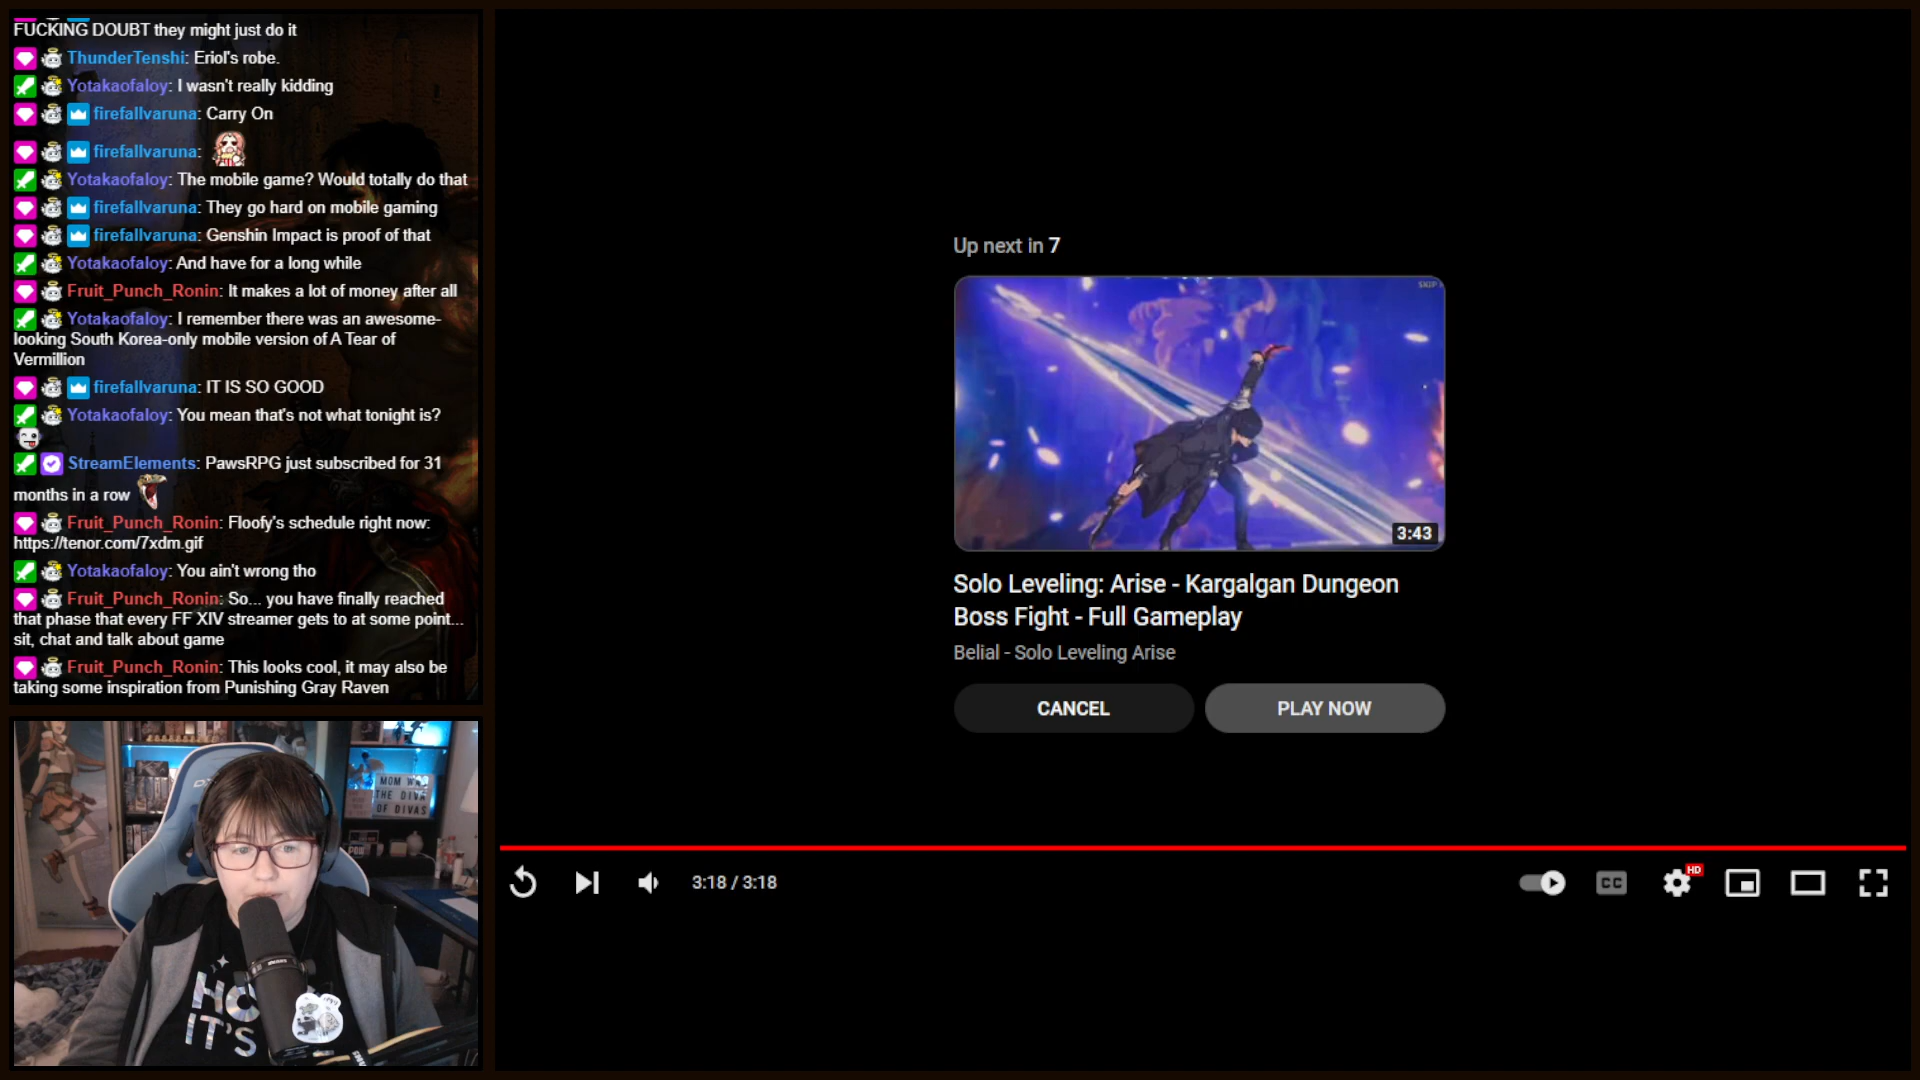 FUCKING DOUBT they might just do it
ThunderTenshi: Eriol's robe.
Yotakaofaloy: I wasn't really kidding
firefallvaruna: Carry On
firefallvaruna:
Yotakaofaloy: The mobile game? Would totally do that
firefallvaruna: They go hard on mobile gaming
firefallvaruna: Genshin Impact is proof of that
Yotakaofaloy: And have for a long while
Fruit_Punch_Ronin: It makes a lot of money after all
Yotakaofaloy: I remember there was an awesome-
looking South Korea-only mobile version of A Tear of
Vermillion
firefallvaruna: IT IS SO GOOD
Yotakaofaloy: You mean that's not what tonight is?
StreamElements: PawsRPG just subscribed for 31
months in a row
Fruit_Punch_Ronin: Floofy's schedule right now:
https://tenor.com/7xdm.gif
Yotakaofaloy: You ain't wrong tho
Fruit_Punch_Ronin: So... you have finally reached
that phase that every FF XIV streamer gets to at some point...
sit, chat and talk about game
Fruit_Punch_Ronin: This looks cool, it may also be
taking some inspiration from Punishing Gray Raven
Up next in 7
SKIP
3:43
Solo Leveling: Arise - Kargalgan Dungeon
Boss Fight - Full Gameplay
Belial - Solo Leveling Arise
CANCEL
PLAY NOW
3:18 / 3:18
CC
HD
MOM WA
THE DIVA
OF DIVAS
IT'S